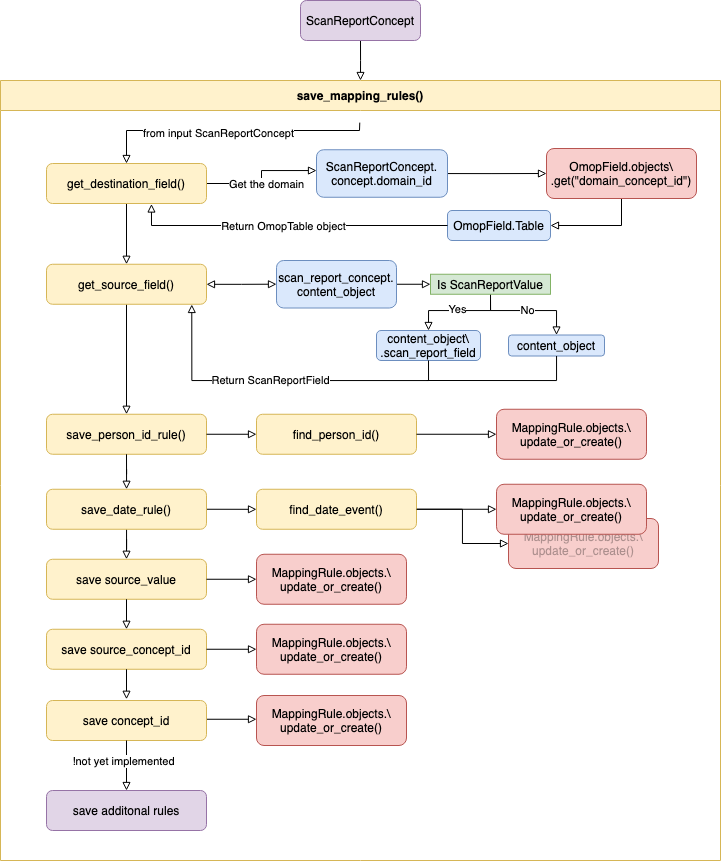 ScanReportConcept
save_mapping_rules()
from input ScanReportConcept
get_destination_field()
Get the domain
ScanReportConcept.
concept.domain_id
OmopField.objects\
.get("domain_concept_id")
Return OmopTable object
OmopField.Table
get_source_field()
scan_report_concept.
content_object
Is ScanReportValue
Yes
No
content_object\
.scan_report_field
content_object
Return ScanReportField
save_person_id_rule()
find_person_id()
MappingRule.objects.\
update_or_create()
save_date_rule()
find_date_event()
MappingRule.objects.\
update_or_create()
MappingRule.objects.\
update_or_create()
save source_value
MappingRule.objects.\
update_or_create()
save source_concept_id
MappingRule.objects.\
update_or_create()
save concept_id
MappingRule.objects.\
update_or_create()
!not yet implemented
save additonal rules